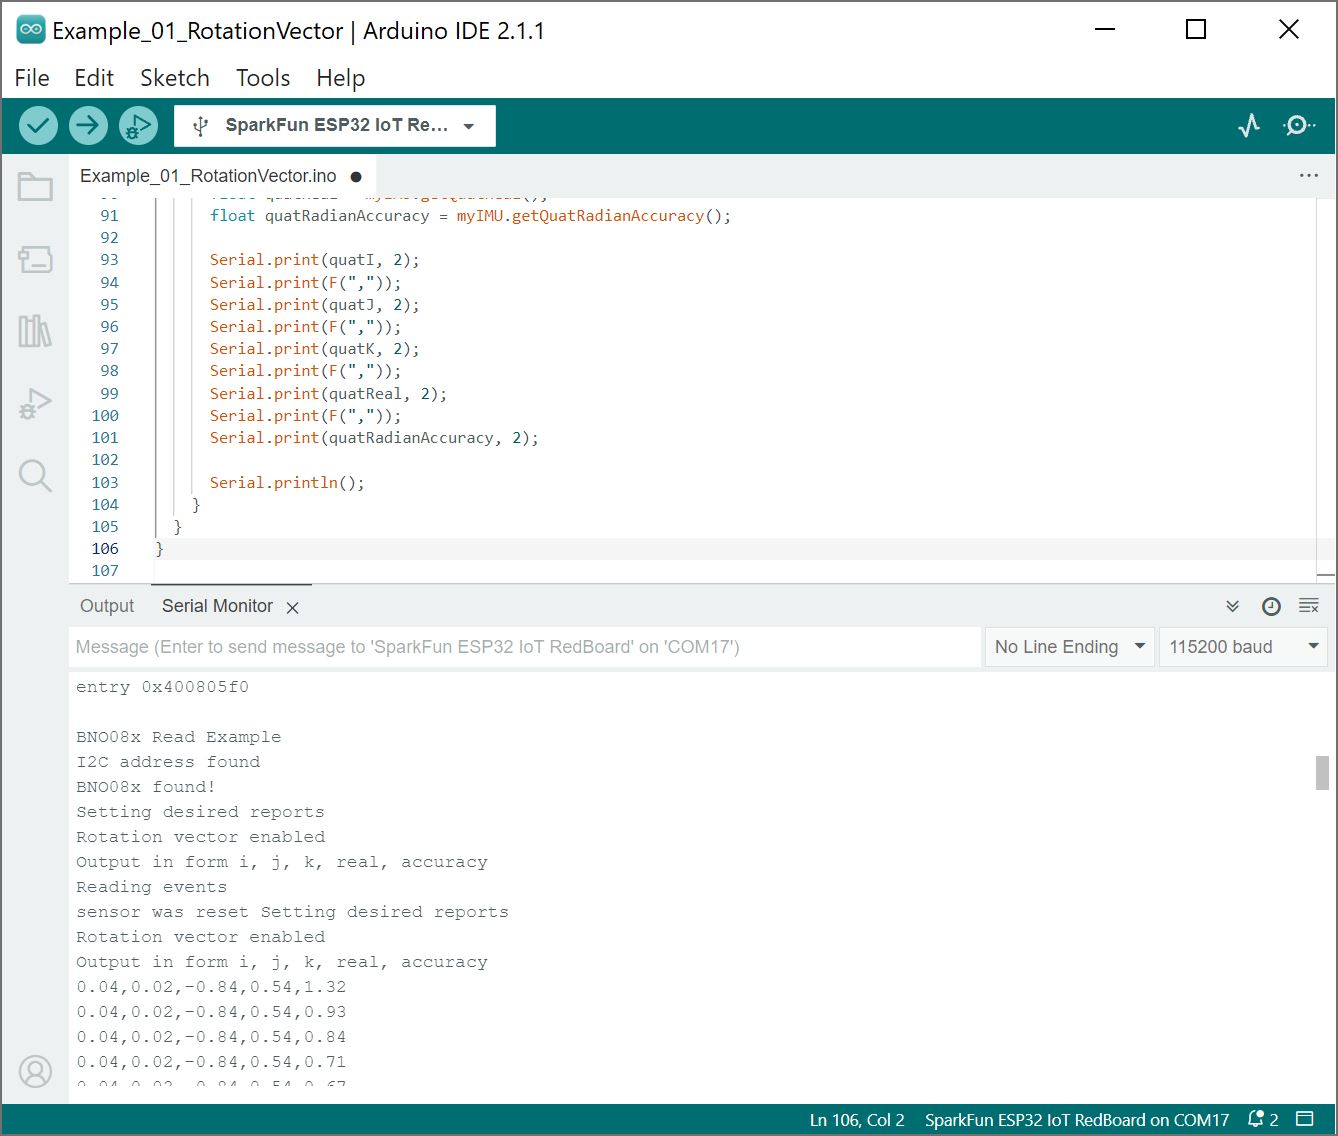 Example_01_RotationVector | Arduino IDE 2.1.1
File Edit Sketch Tools Help
SparkFun ESP32 IoT Re...
Example_01_RotationVector.ino
91 float quatRadianAccuracy = myIMU.getQuatRadianAccuracy();
92
93 Serial.print(quatI, 2);
94 Serial.print(F(","));
95 Serial.print(quatJ, 2);
96 Serial.print(F(","));
97 Serial.print(quatK, 2);
98 Serial.print(F(","));
99 Serial.print(quatReal, 2);
100 Serial.print(F(","));
101 Serial.print(quatRadianAccuracy, 2);
102
103 Serial.println();
104 }
105 }
106 }
107
Output Serial Monitor
Message (Enter to send message to 'SparkFun ESP32 IoT RedBoard' on 'COM17') No Line Ending 115200 baud
entry 0x400805f0
BNO08x Read Example
I2C address found
BNO08x found!
Setting desired reports
Rotation vector enabled
Output in form i, j, k, real, accuracy
Reading events
sensor was reset Setting desired reports
Rotation vector enabled
Output in form i, j, k, real, accuracy
0.04,0.02,-0.84,0.54,1.32
0.04,0.02,-0.84,0.54,0.93
0.04,0.02,-0.84,0.54,0.84
0.04,0.02,-0.84,0.54,0.71
Ln 106, Col 2 SparkFun ESP32 IoT RedBoard on COM17 2